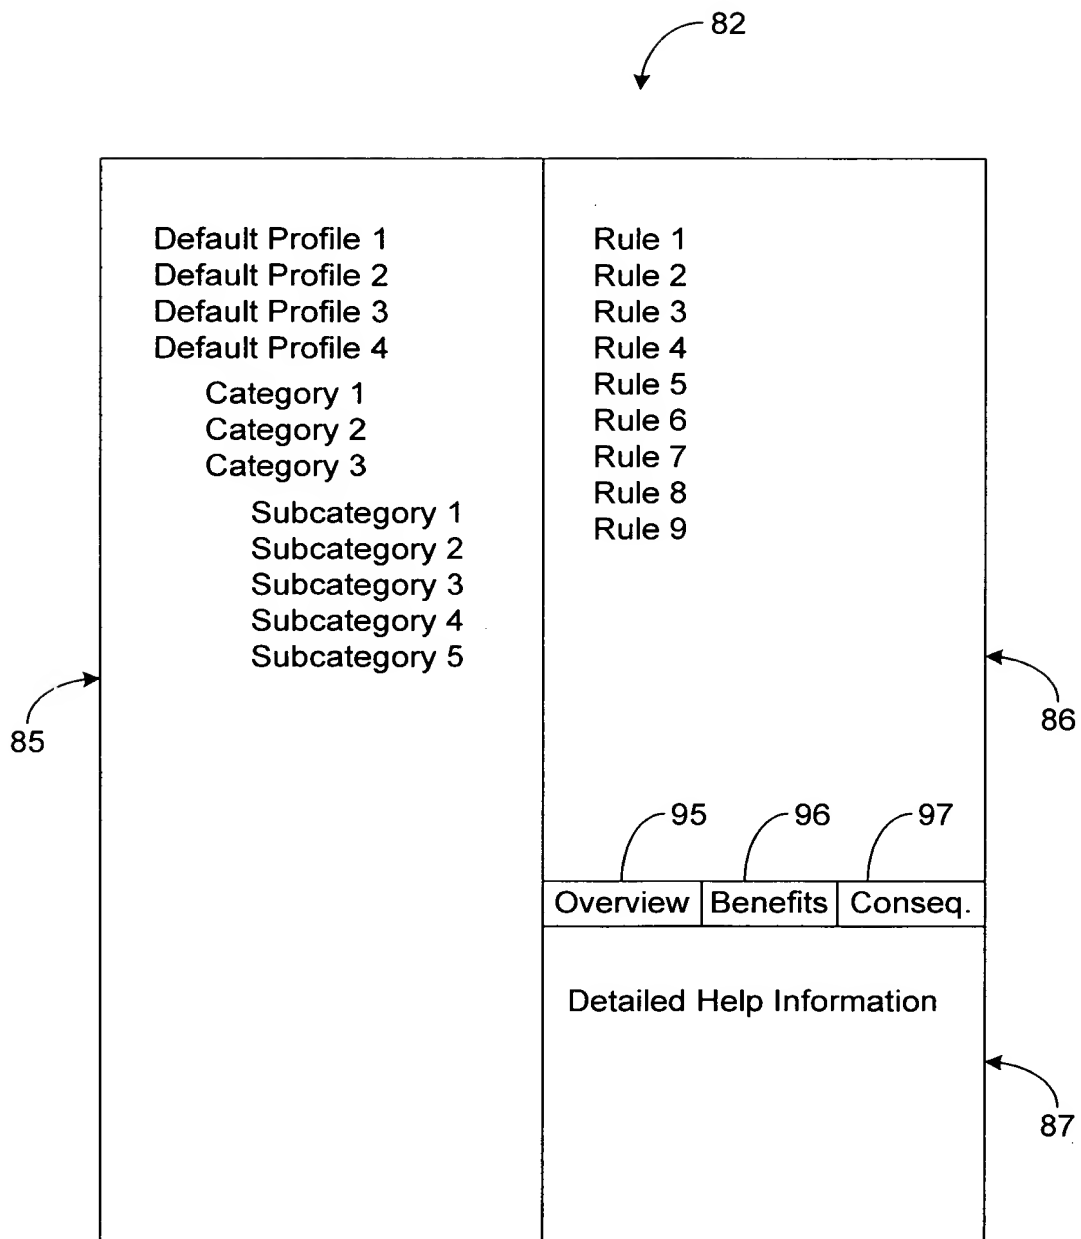 82
Default Profile 1
Default Profile 2
Default Profile 3
Default Profile 4
Category 1
Category 2
Category 3
Subcategory 1
Subcategory 2
Subcategory 3
Subcategory 4
Subcategory 5
85
Rule 1
Rule 2
Rule 3
Rule 4
Rule 5
Rule 6
Rule 7
Rule 8
Rule 9
86
95
96
97
Overview Benefits Conseq.
Detailed Help Information
87